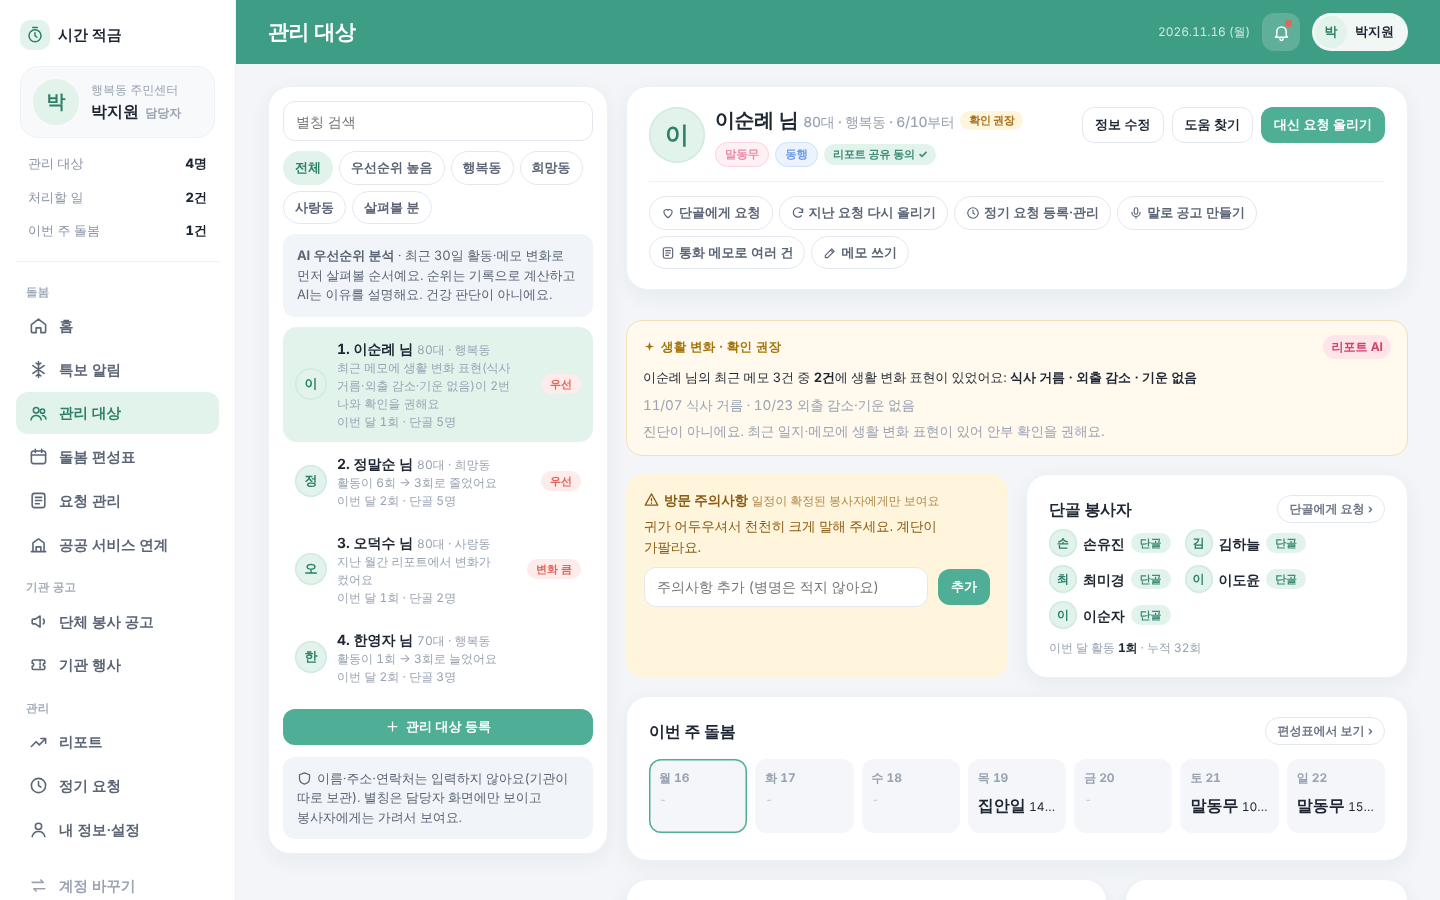 시간 적금
박
행복동 주민센터
박지원 담당자
관리 대상 4명
처리할 일 2건
이번 주 돌봄 1건
돌봄
홈
특보 알림
관리 대상
돌봄 편성표
요청 관리
공공 서비스 연계
기관 공고
단체 봉사 공고
기관 행사
관리
리포트
정기 요청
내 정보·설정
계정 바꾸기
관리 대상
2026.11.16 (월)
박 박지원
별칭 검색
전체 우선순위 높음 행복동 희망동
사랑동 살펴볼 분
AI 우선순위 분석 · 최근 30일 활동·메모 변화로
먼저 살펴볼 순서예요. 순위는 기록으로 계산하고
AI는 이유를 설명해요. 건강 판단이 아니에요.
이
1. 이순례 님 80대 · 행복동
최근 메모에 생활 변화 표현(식사
거름·외출 감소·기운 없음)이 2번
나와 확인을 권해요
이번 달 1회 · 단골 5명
우선
정
2. 정말순 님 80대 · 희망동
활동이 6회 → 3회로 줄었어요
이번 달 2회 · 단골 5명
우선
오
3. 오덕수 님 80대 · 사랑동
지난 월간 리포트에서 변화가
컸어요
이번 달 1회 · 단골 2명
변화 큼
한
4. 한영자 님 70대 · 행복동
활동이 1회 → 3회로 늘었어요
이번 달 2회 · 단골 3명
+ 관리 대상 등록
이름·주소·연락처는 입력하지 않아요(기관이
따로 보관). 별칭은 담당자 화면에만 보이고
봉사자에게는 가려서 보여요.
이
이순례 님 80대 · 행복동 · 6/10부터 확인 권장
말동무 동행 리포트 공유 동의 ✓
정보 수정 도움 찾기 대신 요청 올리기
단골에게 요청 지난 요청 다시 올리기 정기 요청 등록·관리 말로 공고 만들기
통화 메모로 여러 건 메모 쓰기
생활 변화 · 확인 권장
리포트 AI
이순례 님의 최근 메모 3건 중 2건에 생활 변화 표현이 있었어요: 식사 거름 · 외출 감소 · 기운 없음
11/07 식사 거름 · 10/23 외출 감소·기운 없음
진단이 아니에요. 최근 일지·메모에 생활 변화 표현이 있어 안부 확인을 권해요.
방문 주의사항 일정이 확정된 봉사자에게만 보여요
귀가 어두우셔서 천천히 크게 말해 주세요. 계단이
가팔라요.
주의사항 추가 (병명은 적지 않아요)
추가
단골 봉사자
단골에게 요청 ›
손 손유진 단골 김 김하늘 단골
최 최미경 단골 이 이도윤 단골
이 이순자 단골
이번 달 활동 1회 · 누적 32회
이번 주 돌봄
편성표에서 보기 ›
월 16
-
화 17
-
수 18
-
목 19
집안일 14...
금 20
-
토 21
말동무 10...
일 22
말동무 15...